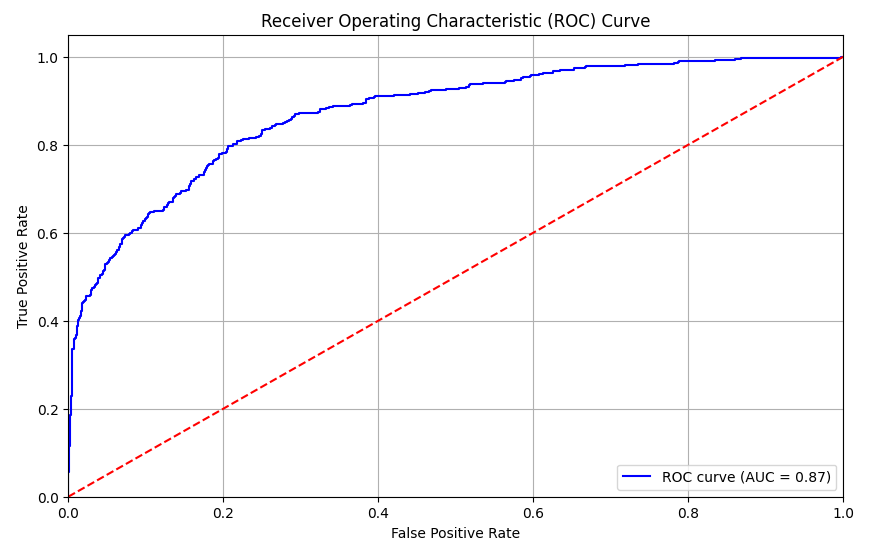 Receiver Operating Characteristic (ROC) Curve
1.0
0.8
0.6
0.4
0.2
0.0
True Positive Rate
ROC curve (AUC = 0.87)
0.0 0.2 0.4 0.6 0.8 1.0
False Positive Rate